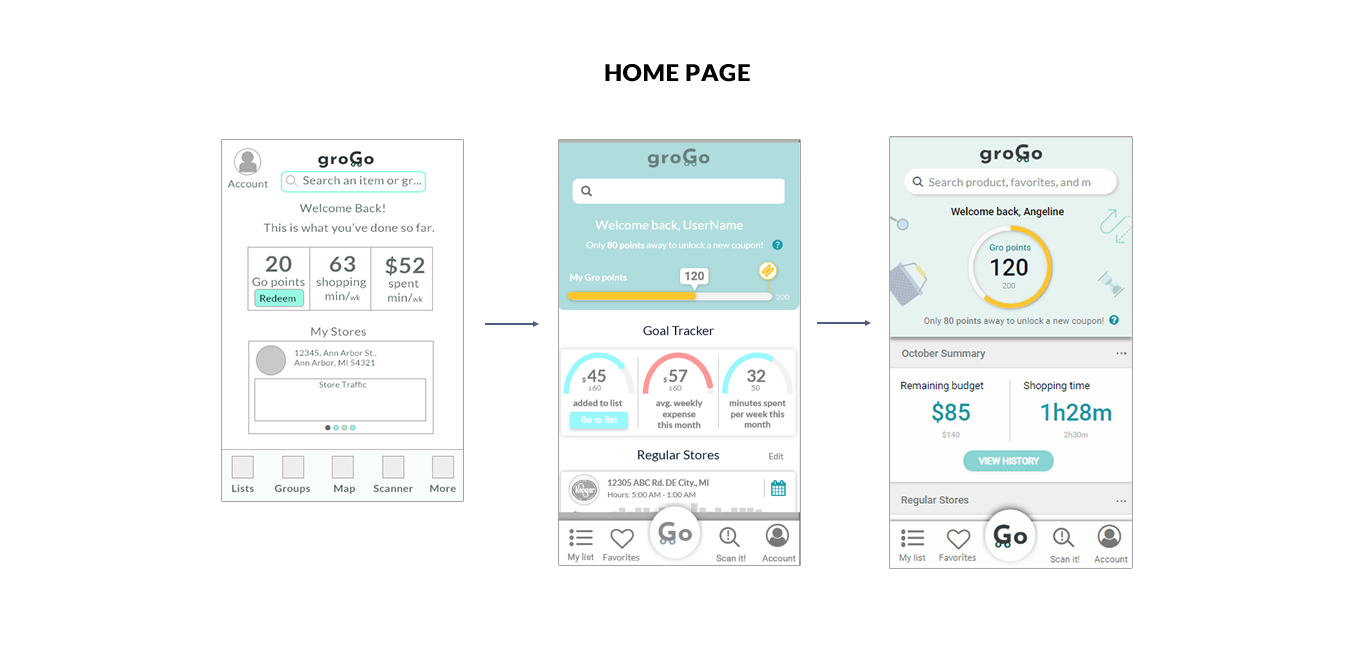 HOME PAGE
groGo
Account
Search an item or gr...
Welcome Back!
This is what you've done so far.
20
Go points
Redeem
63
shopping
min/wk
$52
spent
min/wk
My Stores
12345, Ann Arbor St.,
Ann Arbor, MI 54321
Store Traffic
Lists
Groups
Map
Scanner
More
groGo
Welcome back, UserName
Only 80 points away to unlock a new coupon! ?
My Gro points
120
200
Goal Tracker
$45
$60
added to list
Go to list
$57
$60
avg. weekly
expense
this month
32
50
minutes spent
per week this
month
Regular Stores
Edit
Kroger
12305 ABC Rd. DE City., MI
Hours: 5:00 AM - 1:00 AM
My list
Favorites
Go
Scan it!
Account
groGo
Search product, favorites, and m
Welcome back, Angeline
Gro points
120
200
Only 80 points away to unlock a new coupon! ?
October Summary
Remaining budget
$85
$140
Shopping time
1h28m
2h30m
VIEW HISTORY
Regular Stores
My list
Favorites
Go
Scan it!
Account